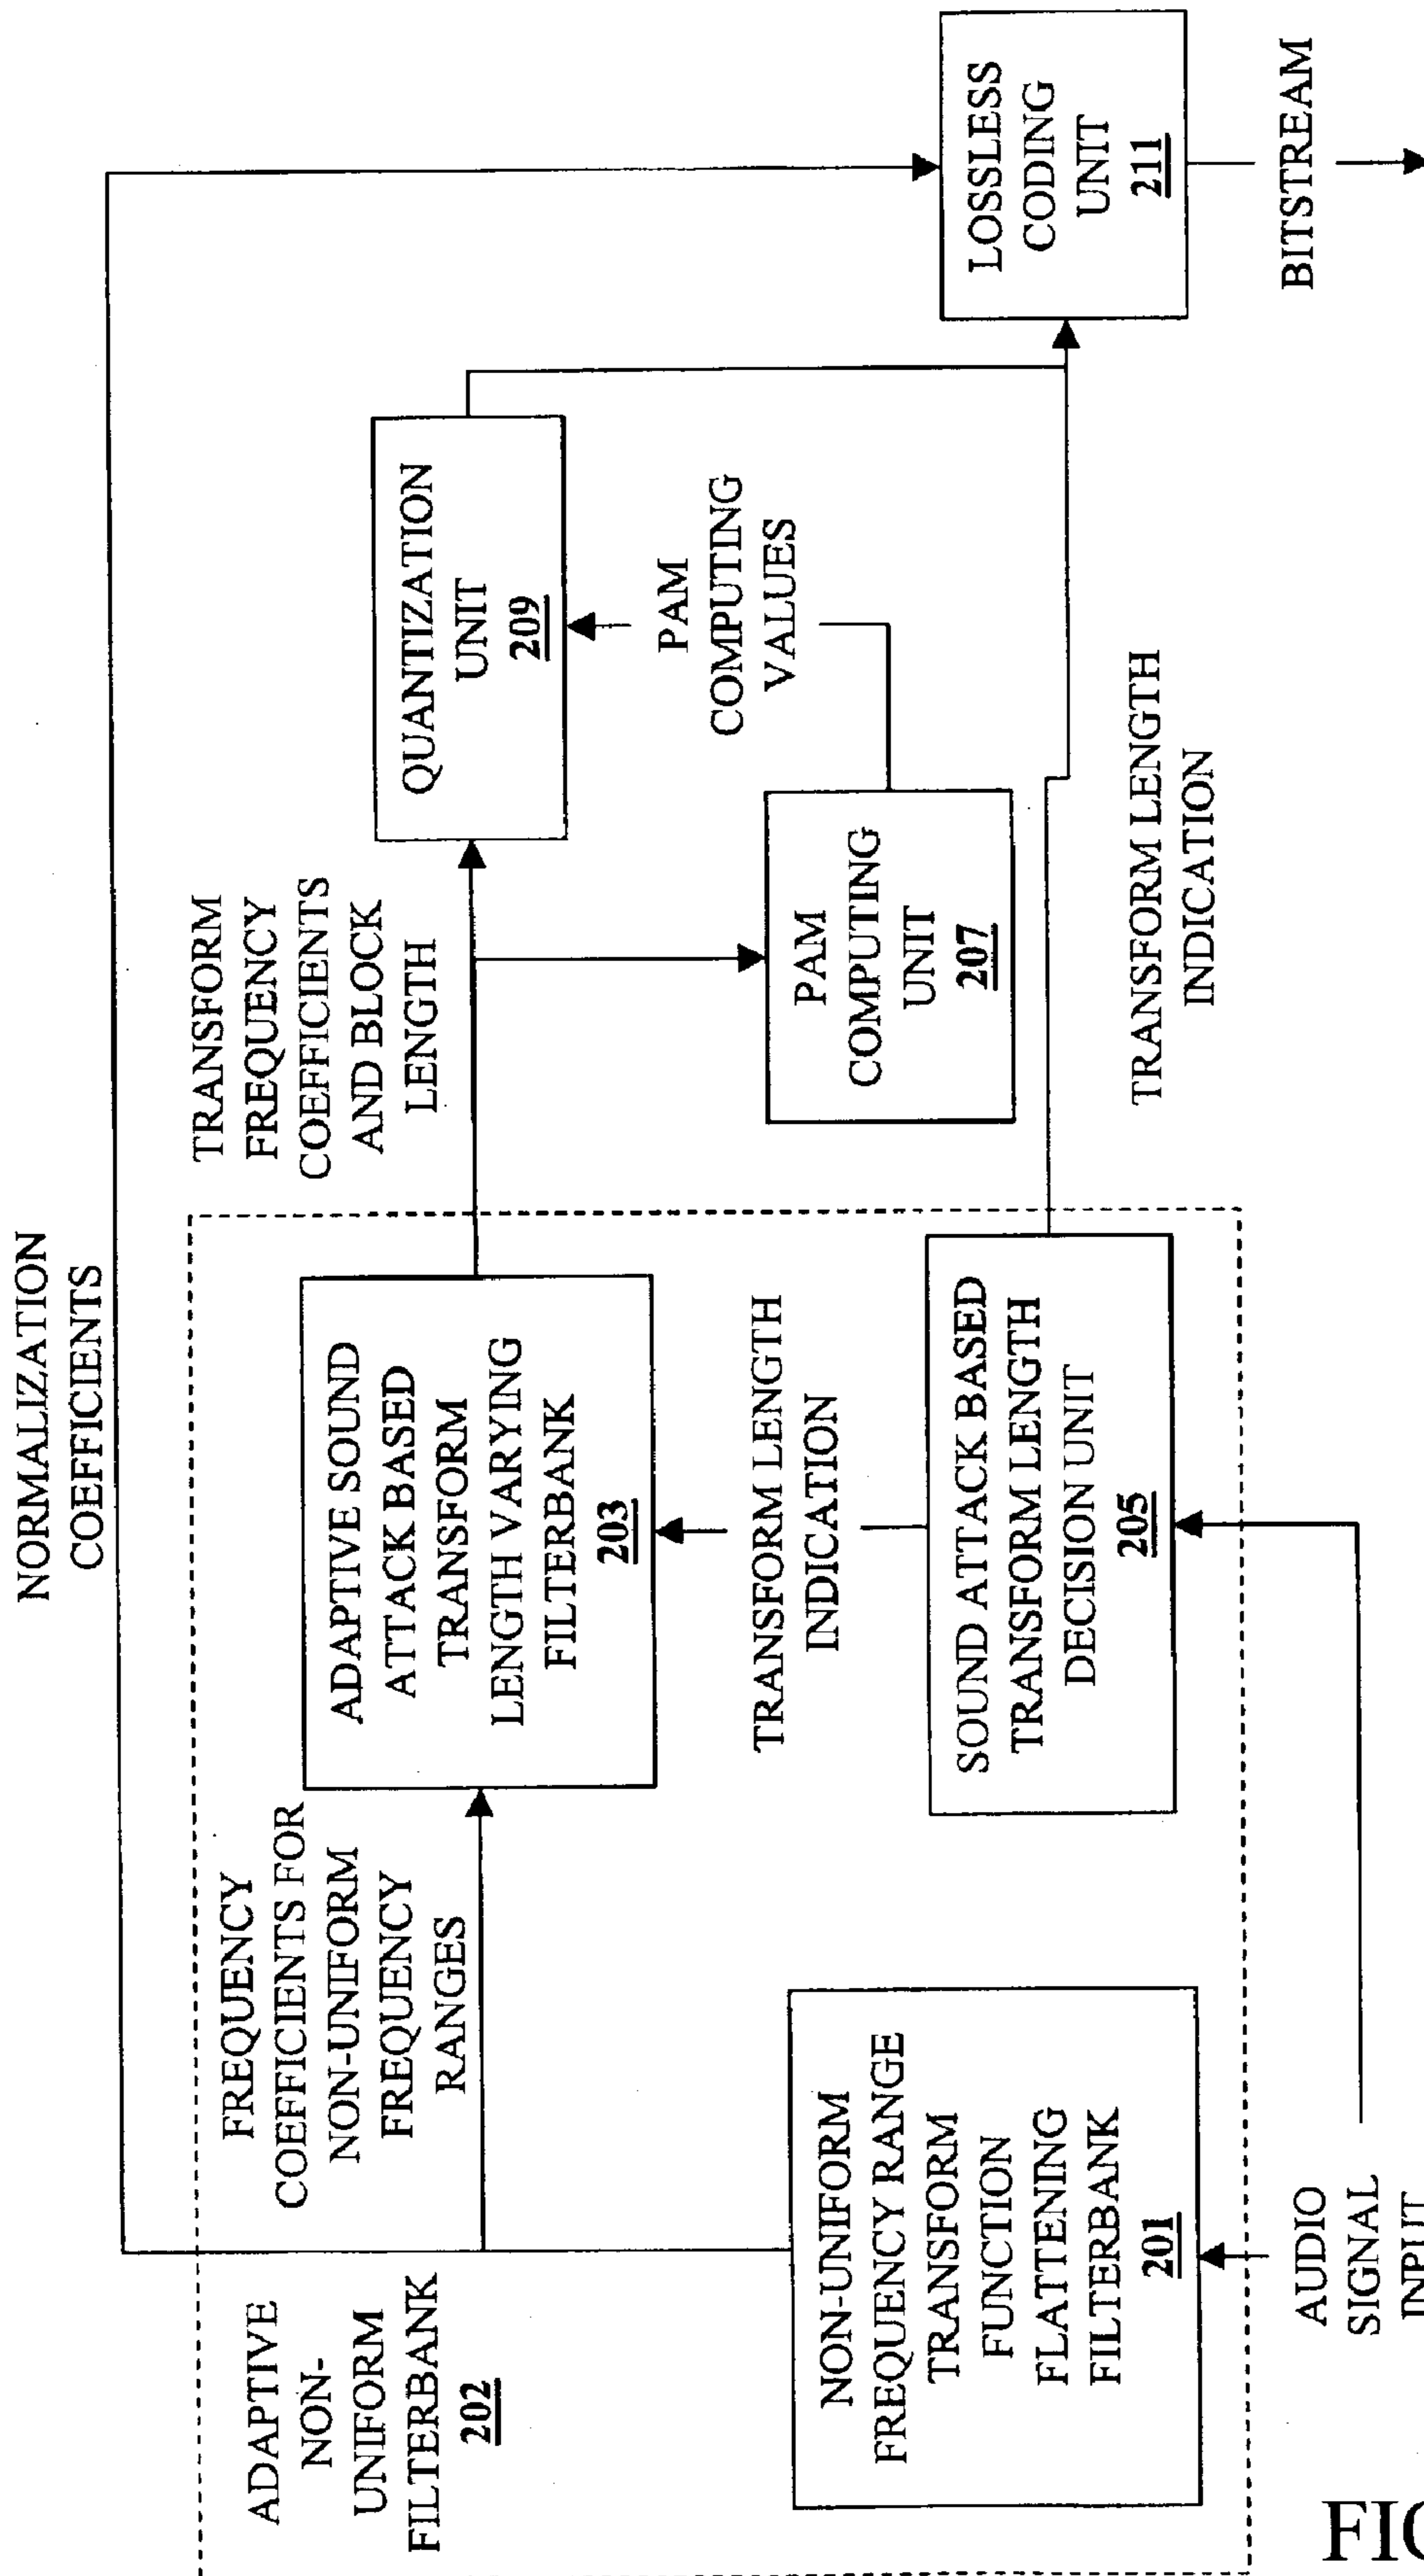 NORMALIZATION
COEFFICIENTS
ADAPTIVE
NON-
UNIFORM
FILTERBANK
202
FREQUENCY
COEFFICIENTS FOR
NON-UNIFORM
FREQUENCY
RANGES
ADAPTIVE SOUND
ATTACK BASED
TRANSFORM
LENGTH VARYING
FILTERBANK
203
TRANSFORM
FREQUENCY
COEFFICIENTS
AND BLOCK
LENGTH
QUANTIZATION
UNIT
209
PAM
COMPUTING
VALUES
PAM
COMPUTING
UNIT
207
TRANSFORM LENGTH
INDICATION
NON-UNIFORM
FREQUENCY RANGE
TRANSFORM
FUNCTION
FLATTENING
FILTERBANK
201
SOUND ATTACK BASED
TRANSFORM LENGTH
DECISION UNIT
205
TRANSFORM LENGTH
INDICATION
LOSSLESS
CODING
UNIT
211
BITSTREAM
AUDIO
SIGNAL
INPUT